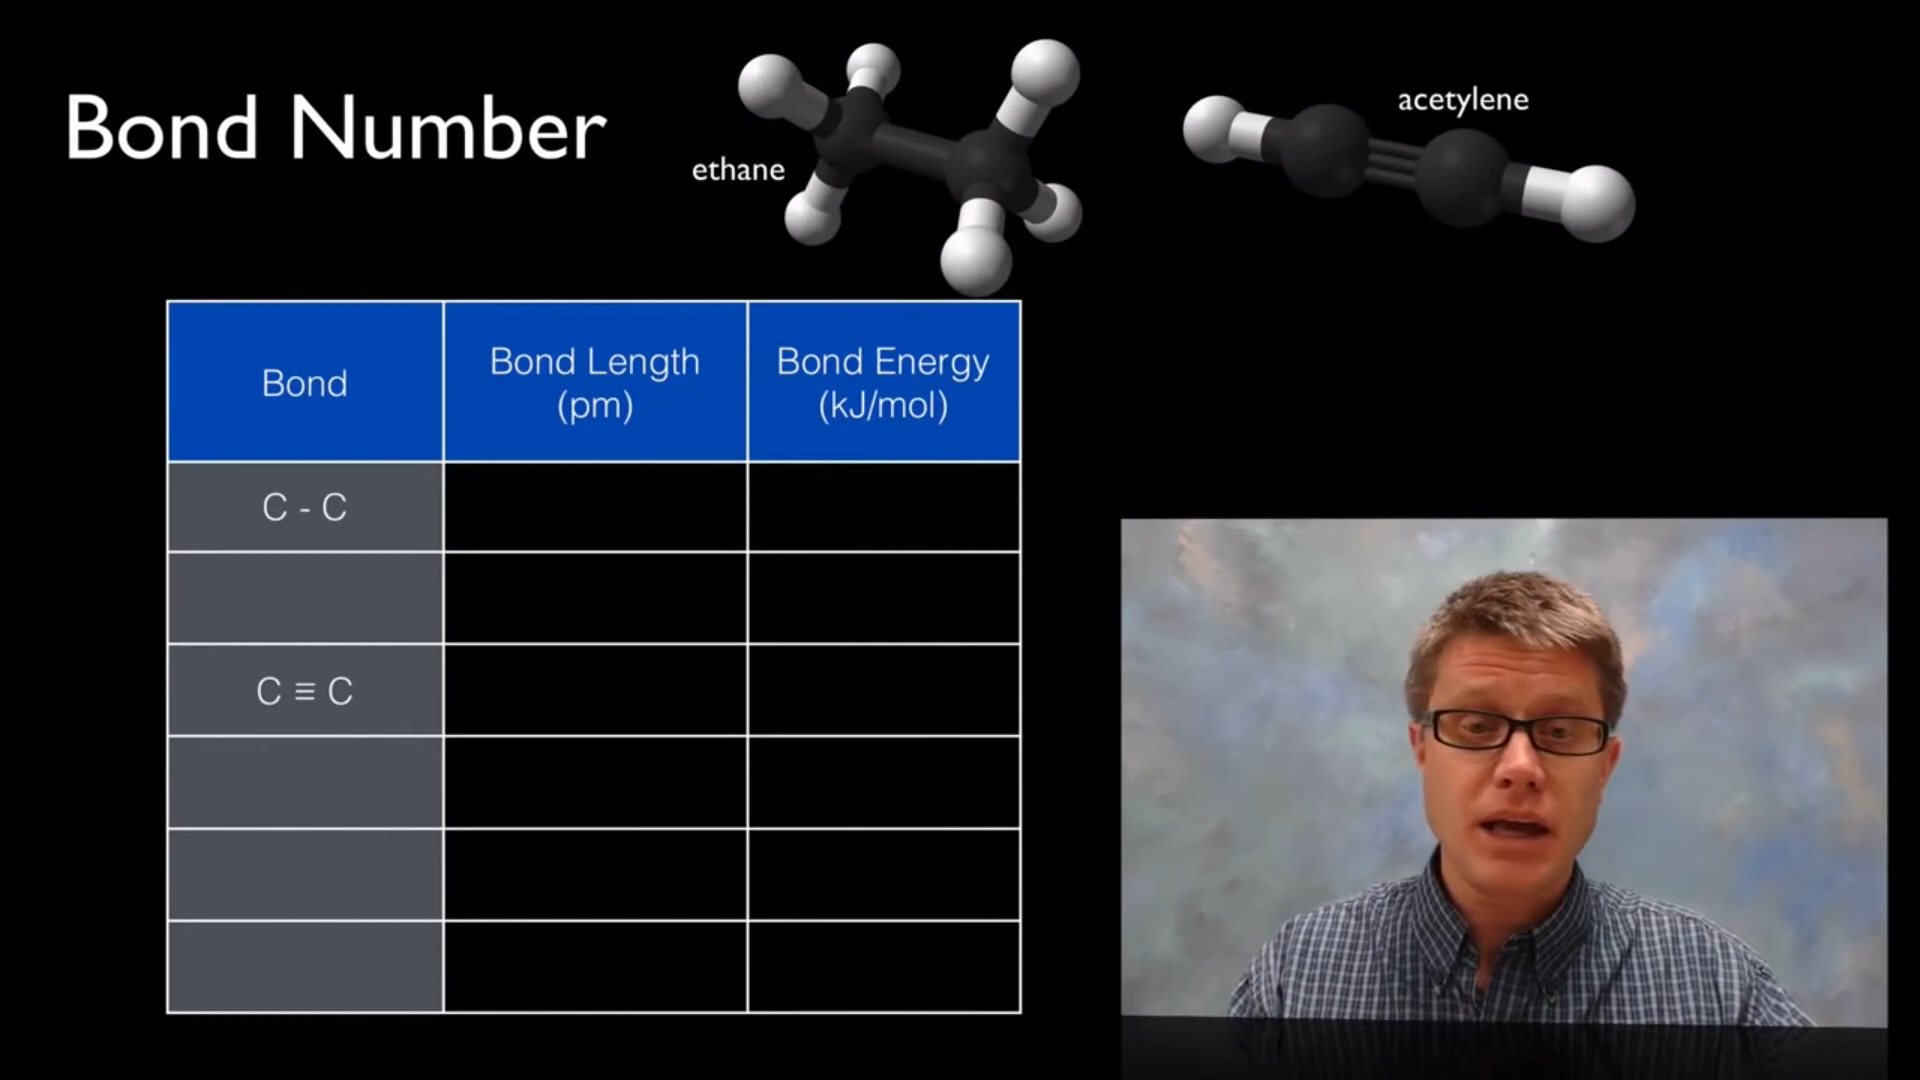 Bond Number
ethane
acetylene
Bond
Bond Length
(pm)
Bond Energy
(kJ/mol)
C - C
C ≡ C